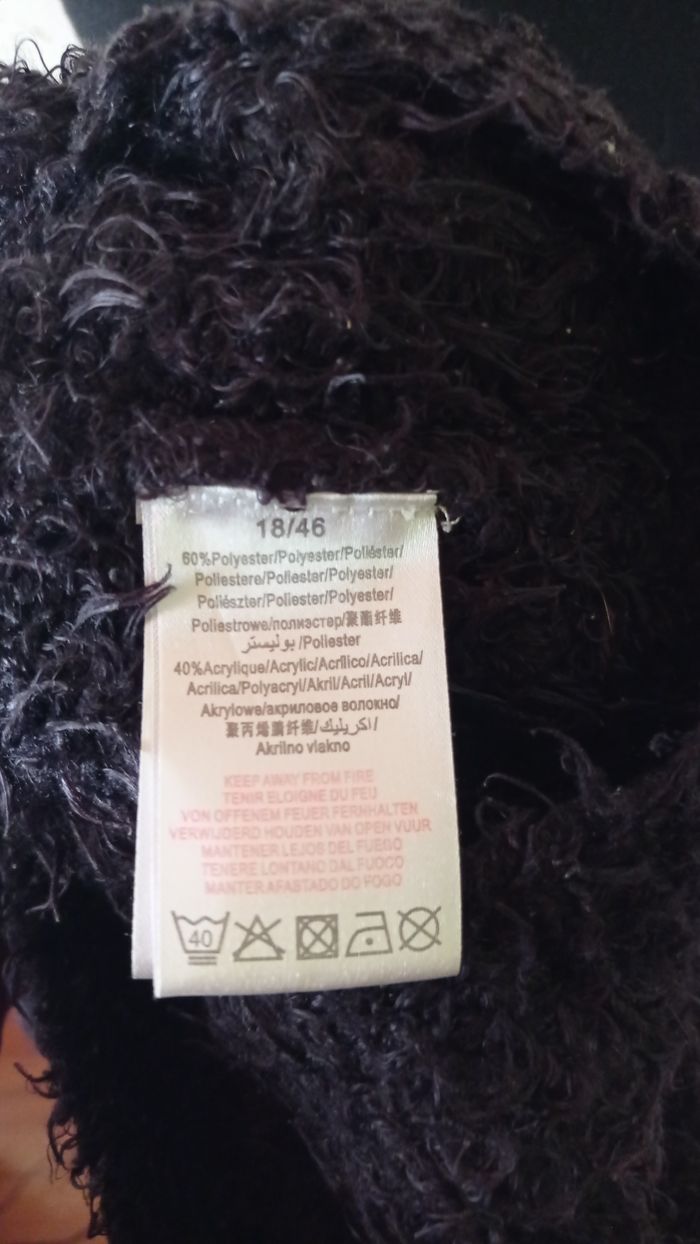 18/46
60%Polyester/Polyester/Poliéster/
Poliestere/Poliester/Polyester/
Poliészter/Poliester/Polyester/
Poliestrowe/полиэстер/聚酯纤维
بوليستر /Poliester
40%Acrylique/Acrylic/Acrílico/Acrilica/
Acrilica/Polyacryl/Akril/Acril/Acryl/
Akrylowe/акриловое волокно/
聚丙烯腈纤维/اكريليك/
Akrilno vlakno
KEEP AWAY FROM FIRE
TENIR ELOIGNE DU FEU
VON OFFENEM FEUER FERNHALTEN
VERWIJDERD HOUDEN VAN OPEN VUUR
MANTENER LEJOS DEL FUEGO
TENERE LONTANO DAL FUOCO
MANTER AFASTADO DO FOGO
40